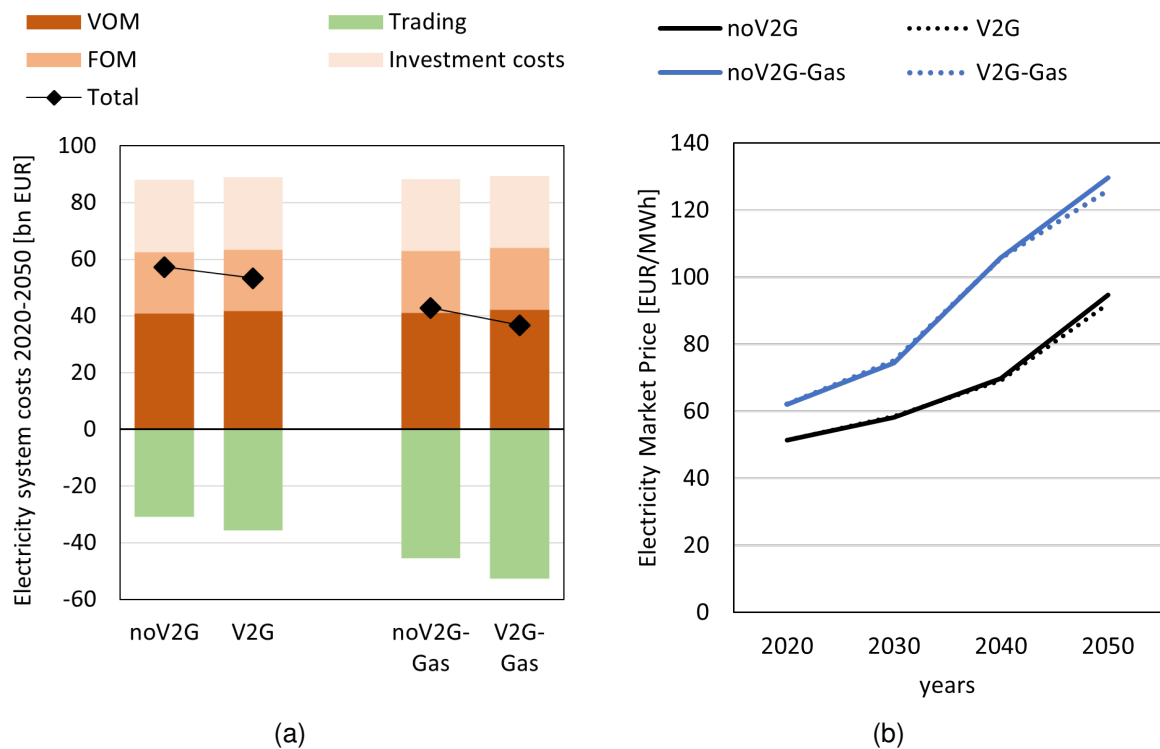 VOM
Trading
FOM
Investment costs
Total
Electricity system costs 2020-2050 [bn EUR]
100
80
60
40
20
0
-20
-40
-60
noV2G
V2G
noV2G-
Gas
V2G-
Gas
(a)
noV2G
V2G
noV2G-Gas
V2G-Gas
Electricity Market Price [EUR/MWh]
140
120
100
80
60
40
20
0
2020
2030
2040
2050
years
(b)